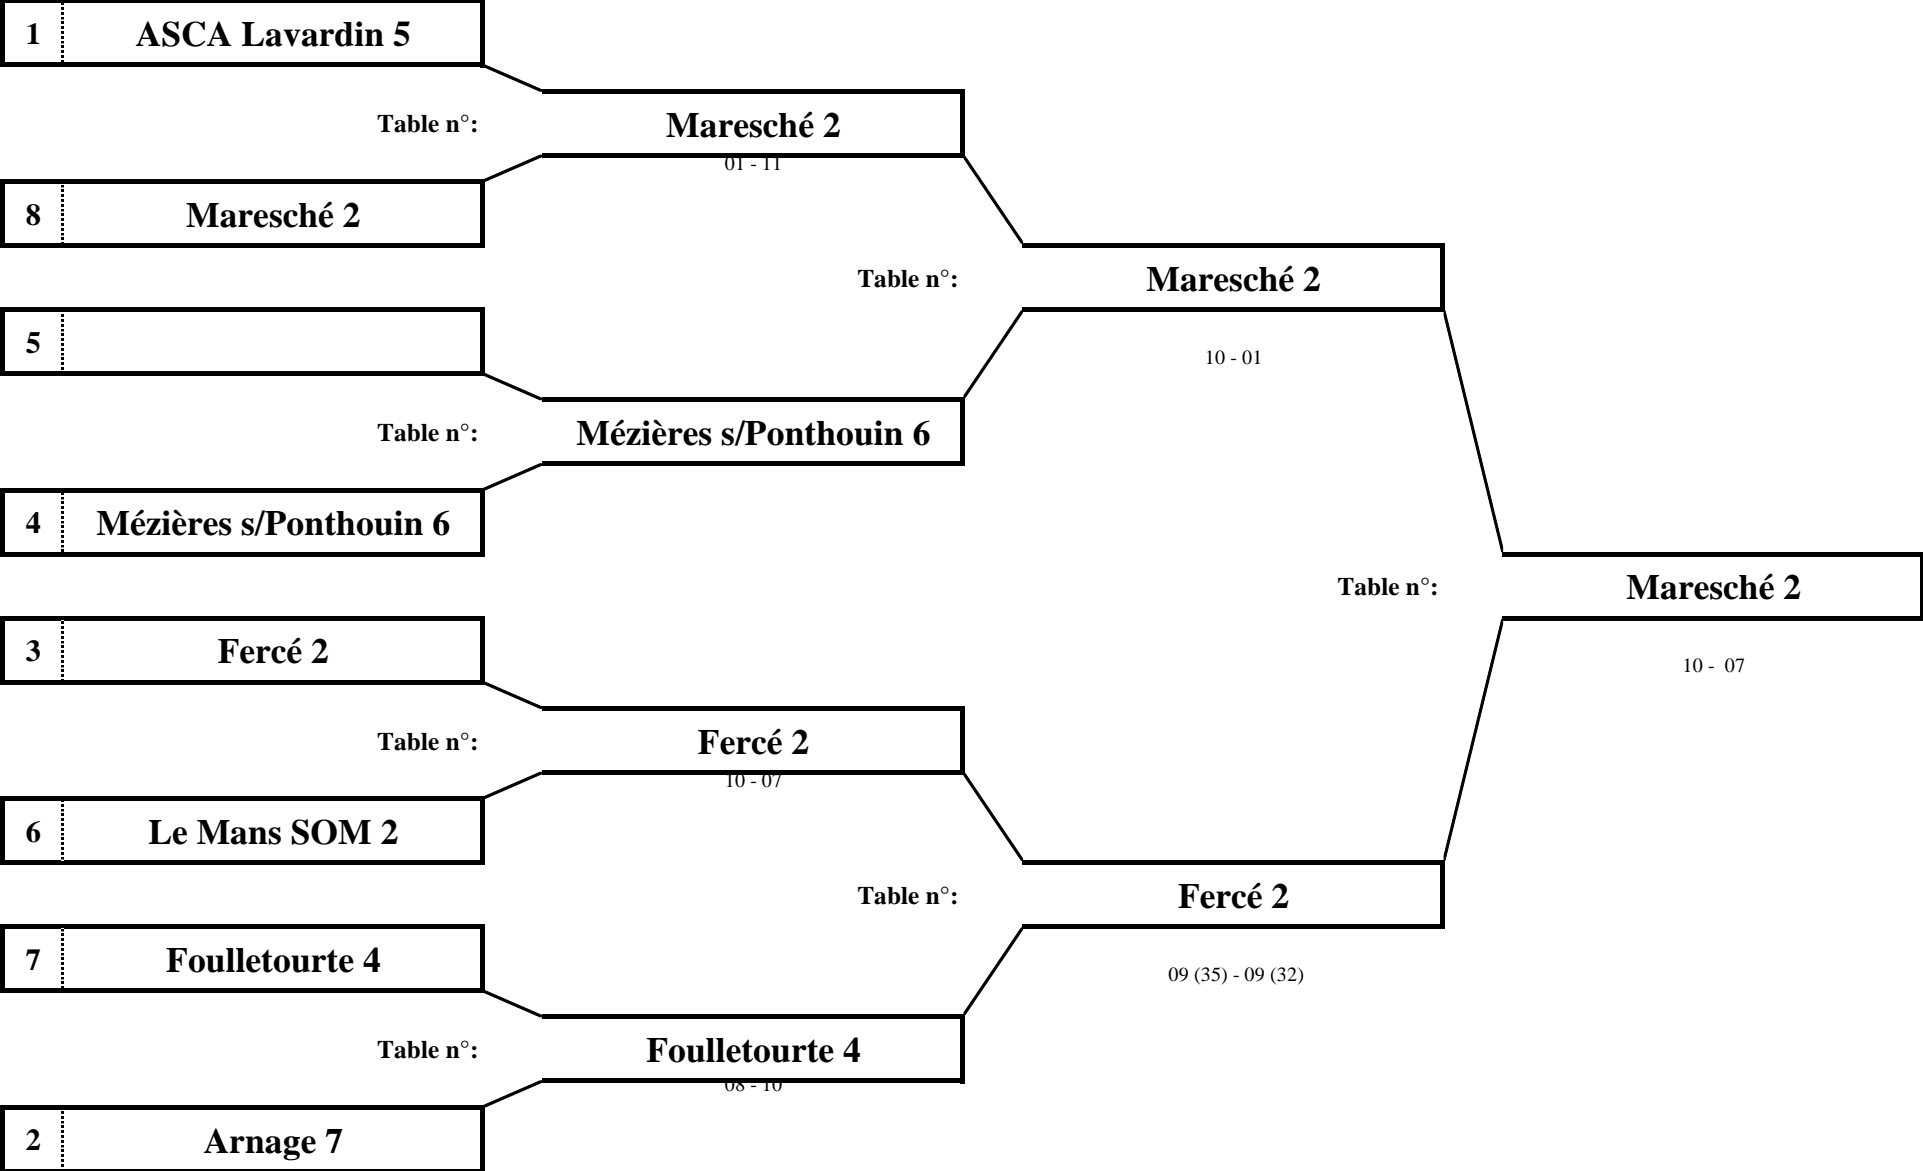 1 ASCA Lavardin 5
Table n°:
Maresché 2
01 - 11
8 Maresché 2
Table n°:
Maresché 2
10 - 01
5
Table n°:
Mézières s/Ponthouin 6
4 Mézières s/Ponthouin 6
Table n°:
Maresché 2
10 - 07
3 Fercé 2
Table n°:
Fercé 2
10 - 07
6 Le Mans SOM 2
Table n°:
Fercé 2
09 (35) - 09 (32)
7 Foulletourte 4
Table n°:
Foulletourte 4
08 - 10
2 Arnage 7